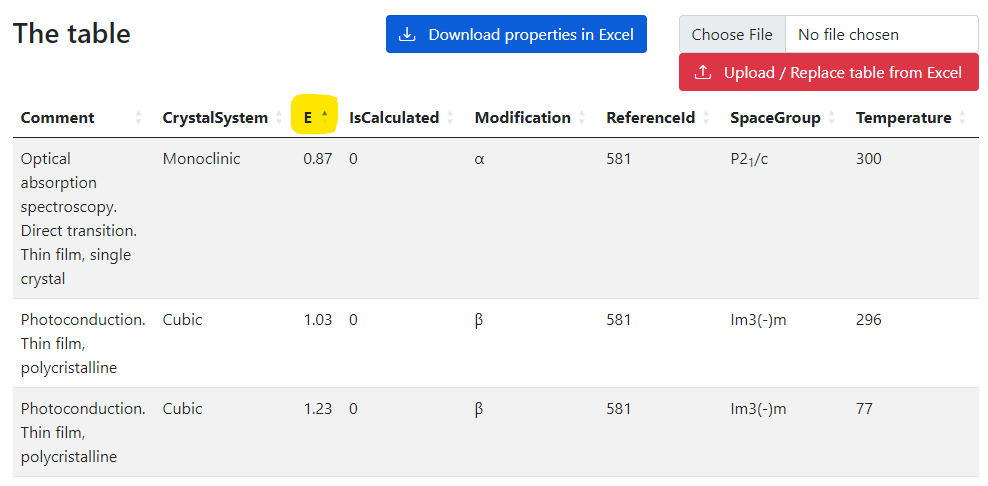 The table
Download properties in Excel
Choose File No file chosen
Upload / Replace table from Excel
Comment CrystalSystem E IsCalculated Modification ReferenceId SpaceGroup Temperature
Optical Monoclinic 0.87 0 α 581 P2₁/c 300
absorption
spectroscopy.
Direct transition.
Thin film, single
crystal
Photoconduction. Cubic 1.03 0 β 581 Im3(-)m 296
Thin film,
polycristalline
Photoconduction. Cubic 1.23 0 β 581 Im3(-)m 77
Thin film,
polycristalline